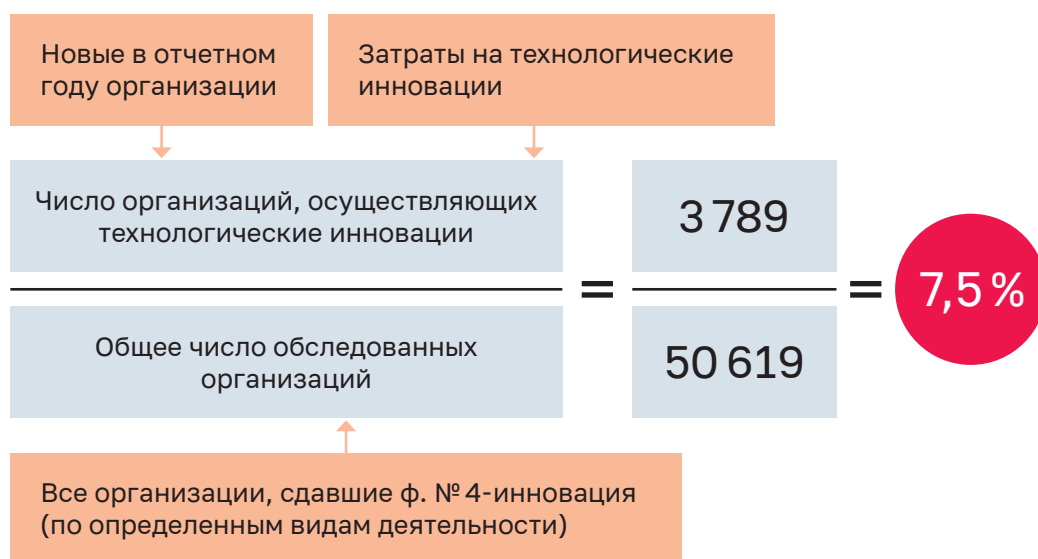 Новые в отчетном
году организации
Затраты на технологические
инновации
Число организаций, осуществляющих
технологические инновации
=
3 789
=
7,5 %
Общее число обследованных
организаций
50 619
Все организации, сдавшие ф. № 4-инновация
(по определенным видам деятельности)